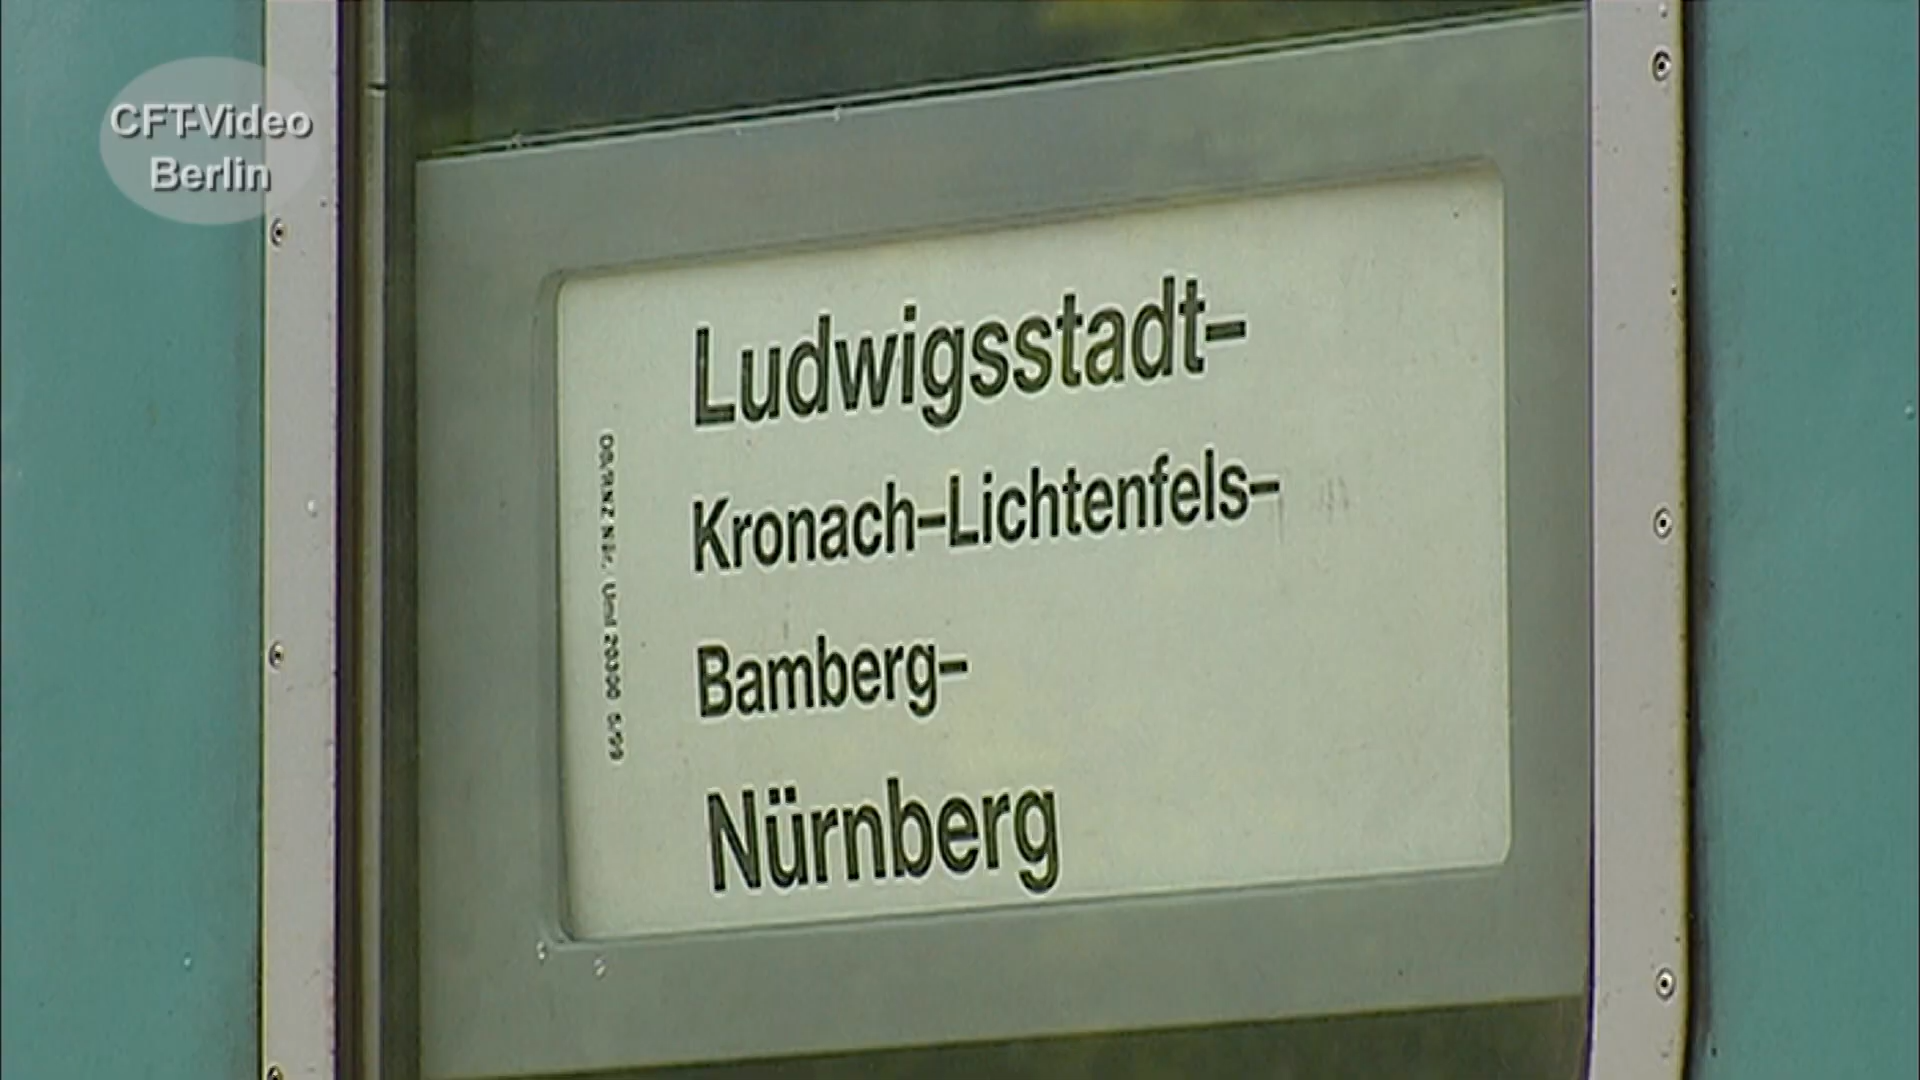 CFT-Video
Berlin
Ludwigsstadt–
Kronach–Lichtenfels–
Bamberg–
Nürnberg